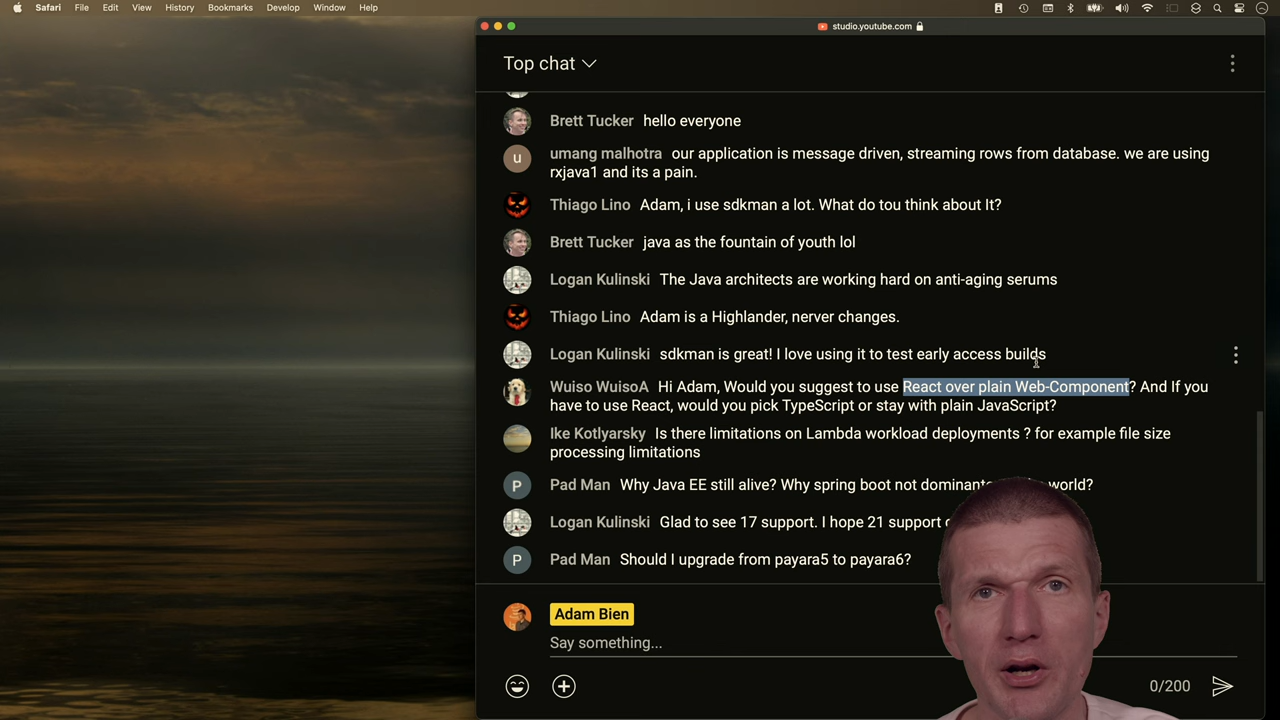 Safari File Edit View History Bookmarks Develop Window Help
studio.youtube.com
Top chat
Brett Tucker hello everyone
u
umang malhotra our application is message driven, streaming rows from database. we are using
rxjava1 and its a pain.
Thiago Lino Adam, i use sdkman a lot. What do tou think about It?
Brett Tucker java as the fountain of youth lol
Logan Kulinski The Java architects are working hard on anti-aging serums
Thiago Lino Adam is a Highlander, nerver changes.
Logan Kulinski sdkman is great! I love using it to test early access builds
Wuiso WuisoA Hi Adam, Would you suggest to use React over plain Web-Component? And If you
have to use React, would you pick TypeScript or stay with plain JavaScript?
Ike Kotlyarsky Is there limitations on Lambda workload deployments ? for example file size
processing limitations
P Pad Man Why Java EE still alive? Why spring boot not dominant world?
Logan Kulinski Glad to see 17 support. I hope 21 support
P Pad Man Should I upgrade from payara5 to payara6?
Adam Bien
Say something...
0/200